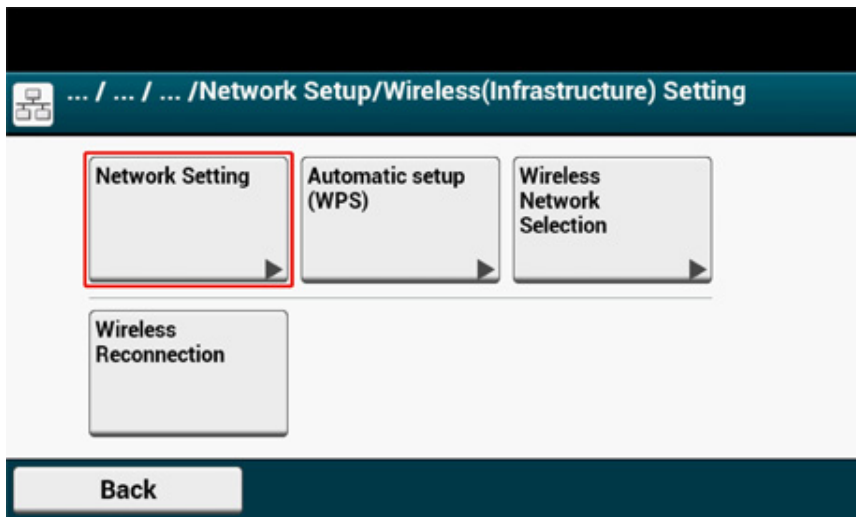 ... / ... / ... /Network Setup/Wireless(Infrastructure) Setting
Network Setting
Automatic setup
(WPS)
Wireless
Network
Selection
Wireless
Reconnection
Back